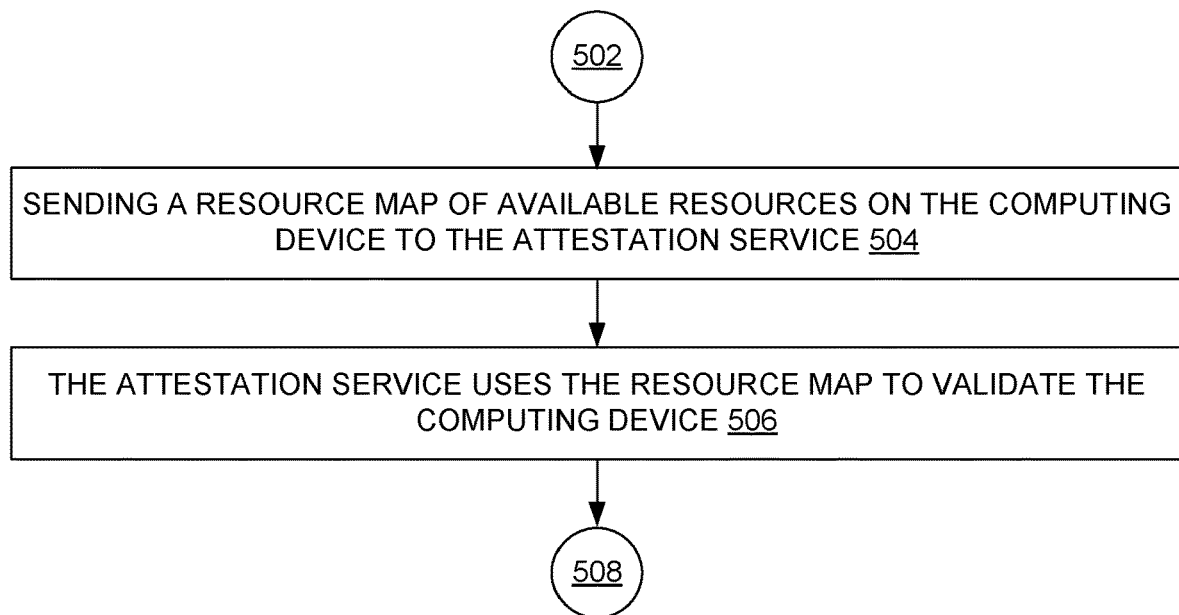 502
SENDING A RESOURCE MAP OF AVAILABLE RESOURCES ON THE COMPUTING
DEVICE TO THE ATTESTATION SERVICE 504
THE ATTESTATION SERVICE USES THE RESOURCE MAP TO VALIDATE THE
COMPUTING DEVICE 506
508